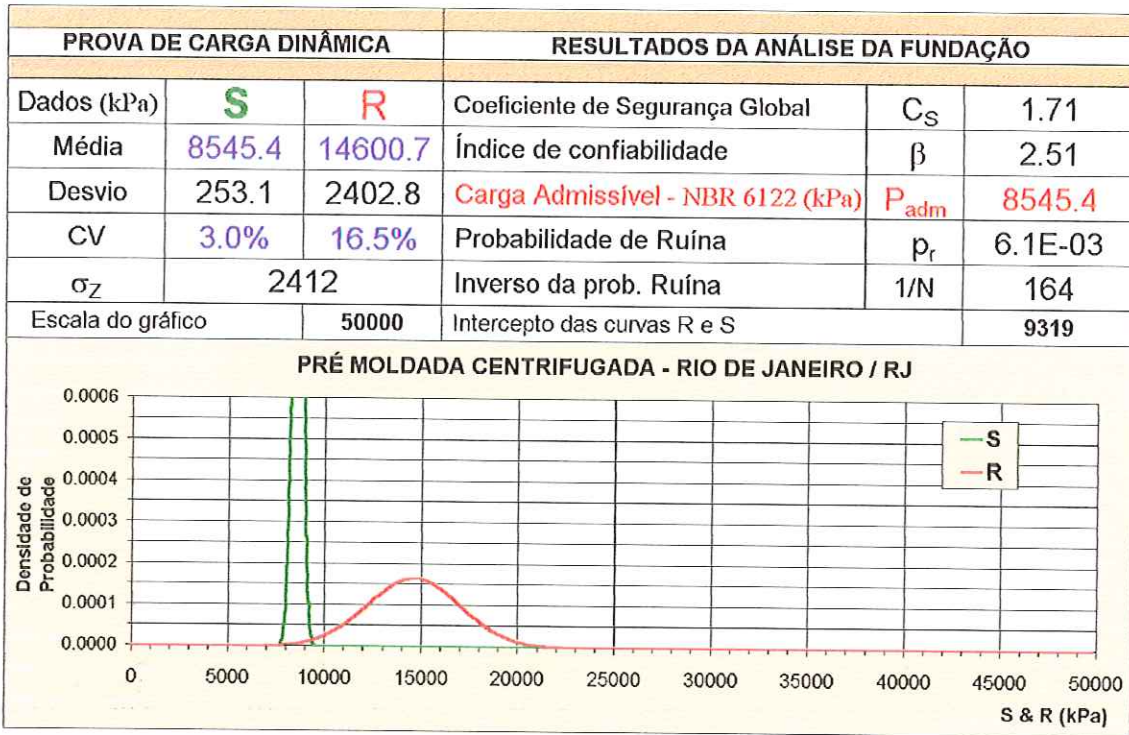 PROVA DE CARGA DINÂMICA RESULTADOS DA ANÁLISE DA FUNDAÇÃO
Dados (kPa) S R Coeficiente de Segurança Global C_S 1.71
Média 8545.4 14600.7 Índice de confiabilidade β 2.51
Desvio 253.1 2402.8 Carga Admissível - NBR 6122 (kPa) P_adm 8545.4
CV 3.0% 16.5% Probabilidade de Ruína p_r 6.1E-03
σ_Z 2412 Inverso da prob. Ruína 1/N 164
Escala do gráfico 50000 Intercepto das curvas R e S 9319
PRÉ MOLDADA CENTRIFUGADA - RIO DE JANEIRO / RJ
Densidade de
Probabilidade
0.0006
0.0005
0.0004
0.0003
0.0002
0.0001
0.0000
S
R
0 5000 10000 15000 20000 25000 30000 35000 40000 45000 50000
S & R (kPa)